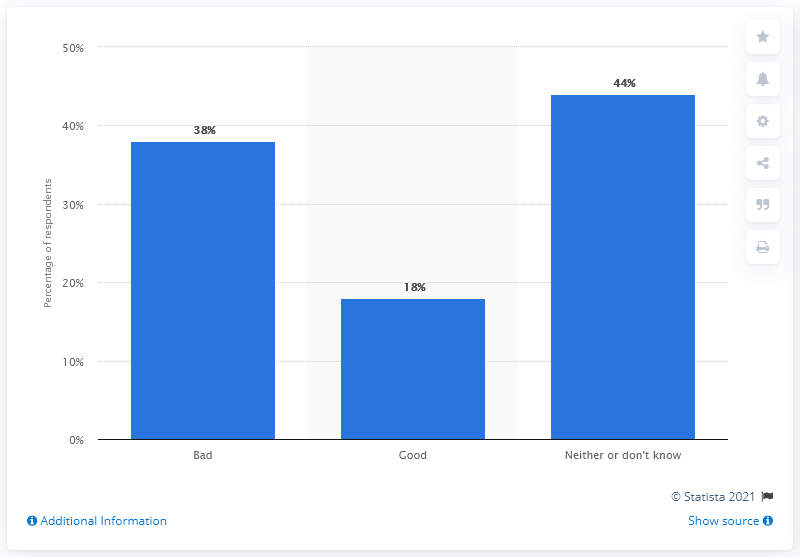 50%
40%
30%
20%
10%
0%
Percentage of respondents
38%
18%
44%
Bad
Good
Neither or don't know
© Statista 2021
Additional Information
Show source